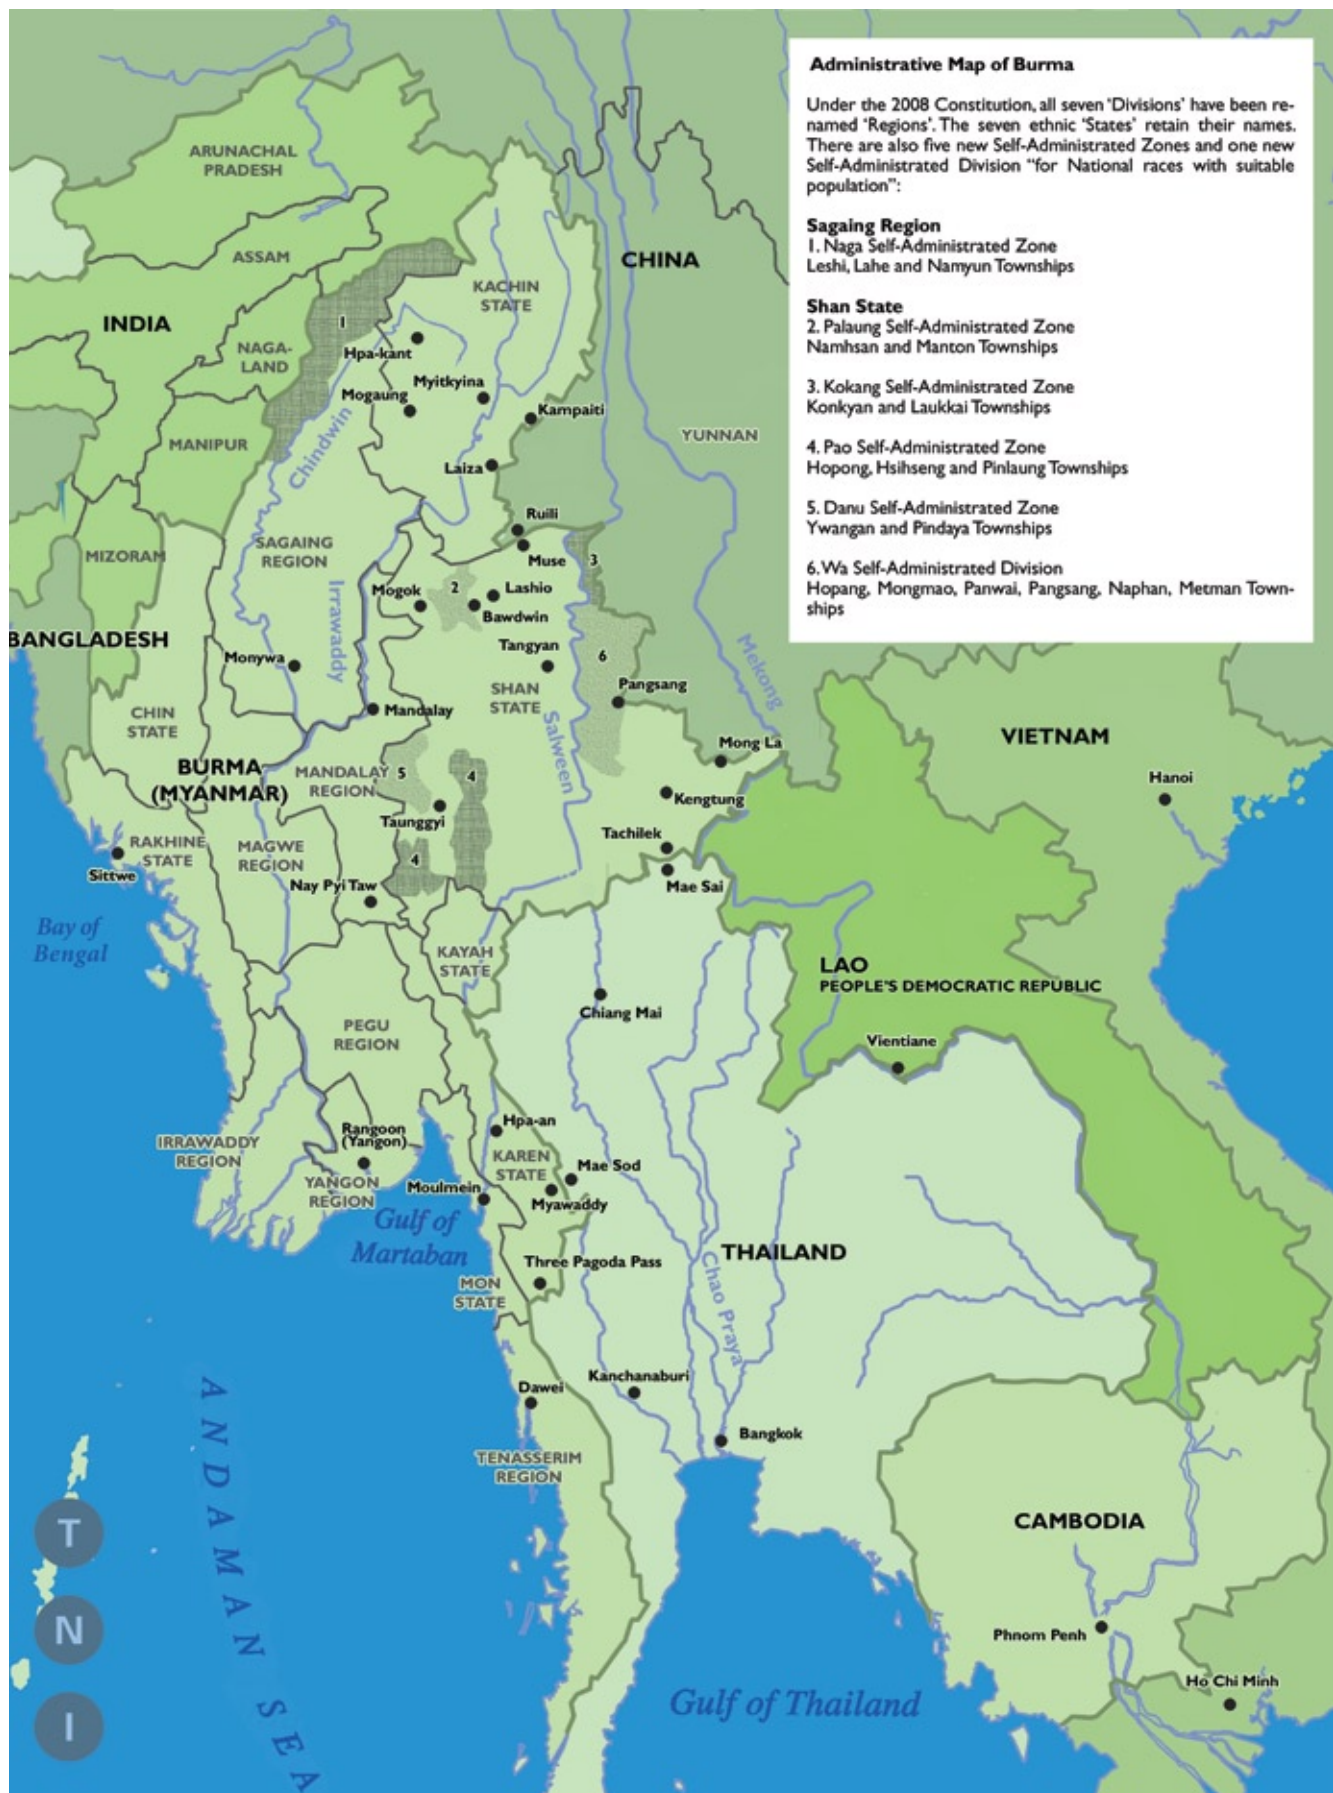 Administrative Map of Burma
Under the 2008 Constitution, all seven ‘Divisions’ have been re-
named ‘Regions’. The seven ethnic ‘States’ retain their names.
There are also five new Self-Administrated Zones and one new
Self-Administrated Division “for National races with suitable
population”:
Sagaing Region
1. Naga Self-Administrated Zone
Leshi, Lahe and Namyun Townships
Shan State
2. Palaung Self-Administrated Zone
Namhsan and Manton Townships
3. Kokang Self-Administrated Zone
Konkyan and Laukkai Townships
4. Pao Self-Administrated Zone
Hopong, Hsihseng and Pinlaung Townships
5. Danu Self-Administrated Zone
Ywangan and Pindaya Townships
6. Wa Self-Administrated Division
Hopang, Mongmao, Panwai, Pangsang, Naphan, Metman Town-
ships
ARUNACHAL
PRADESH
ASSAM
CHINA
KACHIN
STATE
INDIA
1
NAGA-
LAND
Hpa-kant
Myitkyina
Mogaung
Kampaiti
MANIPUR
Chindwin
YUNNAN
Laiza
Ruili
SAGAING
REGION
MIZORAM
Muse
3
Irrawaddy
Mogok
2
Lashio
Bawdwin
BANGLADESH
Monywa
Tangyan
6
Mekong
SHAN
STATE
Pangsang
CHIN
STATE
Mandalay
Salween
Mong La
VIETNAM
Hanoi
BURMA
(MYANMAR)
MANDALAY
REGION
5
4
Kengtung
Taunggyi
Tachilek
RAKHINE
STATE
MAGWE
REGION
4
Sittwe
Nay Pyi Taw
Mae Sai
Bay of
Bengal
KAYAH
STATE
LAO
PEOPLE'S DEMOCRATIC REPUBLIC
Chiang Mai
PEGU
REGION
Vientiane
Hpa-an
Rangoon
(Yangon)
IRRAWADDY
REGION
KAREN
STATE
Mae Sod
YANGON
REGION
Moulmein
Myawaddy
Gulf of
Martaban
THAILAND
Three Pagoda Pass
Chao Praya
MON
STATE
Kanchanaburi
Dawei
Bangkok
TENASSERIM
REGION
ANDAMAN SEA
CAMBODIA
T
N
I
Phnom Penh
Ho Chi Minh
Gulf of Thailand